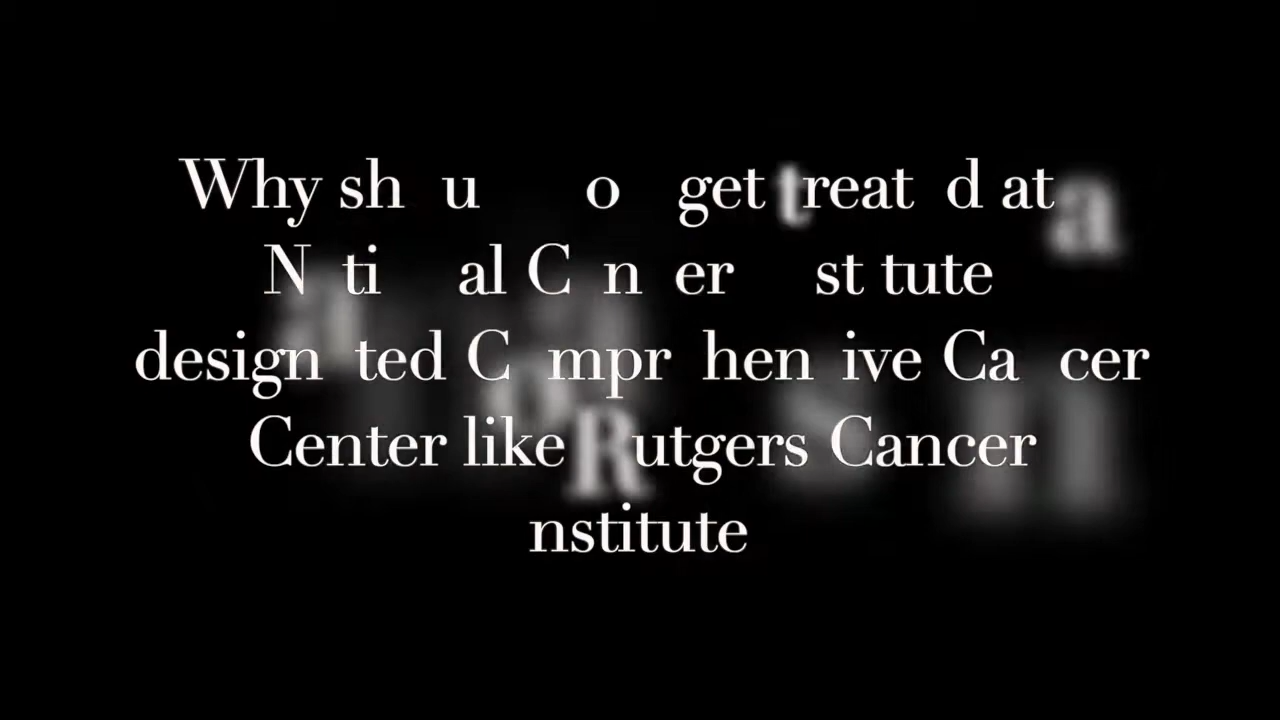 Why sh u o get treat d at a
N ti al C n er st tute
design ted C mpr hen ive Ca cer
Center like Rutgers Cancer
nstitute